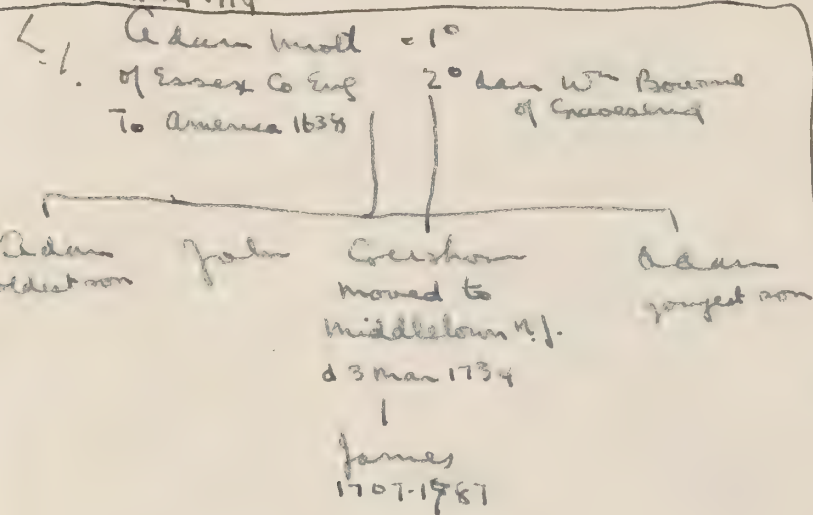 Adam Mott = 1°
of Essex Co Eng 2° dau Wm Bourne
of Gravesend
To America 1638
Adam John Gershom Adam
oldest son moved to yongest son
Middletown N.J.
d 3 Mar 1734
James
1707-1787